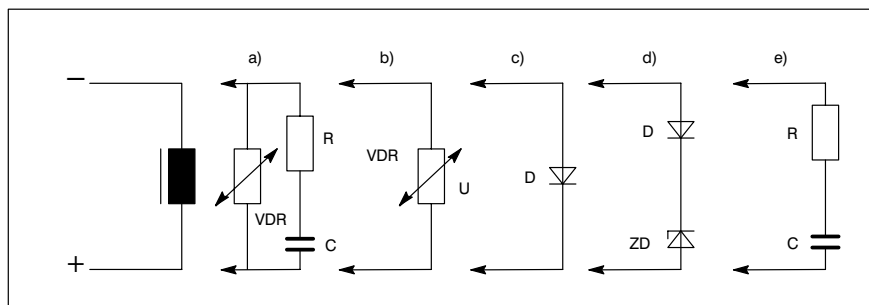 a) b) c) d) e)
−
R D R
VDR
D
U
VDR
ZD C
C
+